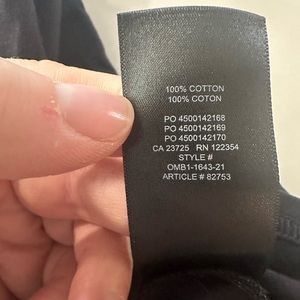 100% COTTON
100% COTON
PO 4500142168
PO 4500142169
PO 4500142170
CA 23725 RN 122354
STYLE #
OMB1-1643-21
ARTICLE # 82753